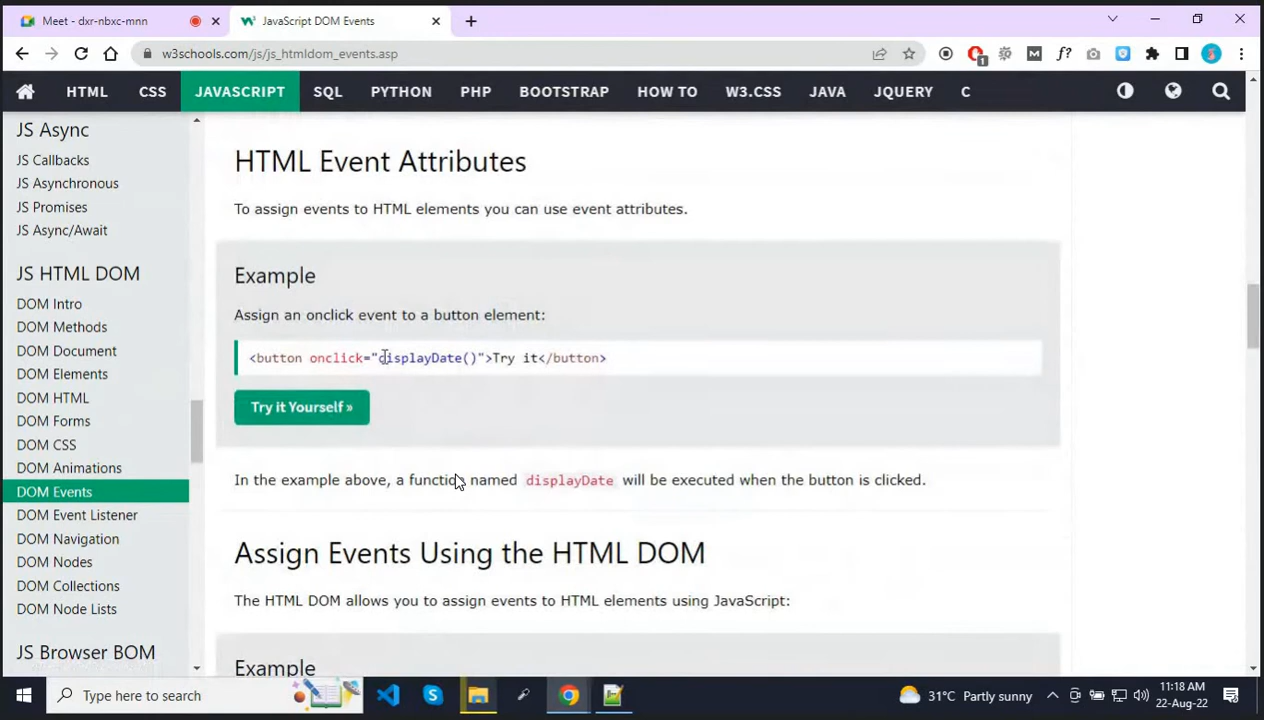 Meet - dxr-nbxc-mnn
JavaScript DOM Events
w3schools.com/js/js_htmldom_events.asp
1
M
f?
HTML CSS JAVASCRIPT SQL PYTHON PHP BOOTSTRAP HOW TO W3.CSS JAVA JQUERY C
JS Async
JS Callbacks
JS Asynchronous
JS Promises
JS Async/Await
JS HTML DOM
DOM Intro
DOM Methods
DOM Document
DOM Elements
DOM HTML
DOM Forms
DOM CSS
DOM Animations
DOM Events
DOM Event Listener
DOM Navigation
DOM Nodes
DOM Collections
DOM Node Lists
JS Browser BOM
HTML Event Attributes
To assign events to HTML elements you can use event attributes.
Example
Assign an onclick event to a button element:
<button onclick="displayDate()">Try it</button>
Try it Yourself »
In the example above, a function named displayDate will be executed when the button is clicked.
Assign Events Using the HTML DOM
The HTML DOM allows you to assign events to HTML elements using JavaScript:
Example
Type here to search
31°C Partly sunny
11:18 AM
22-Aug-22